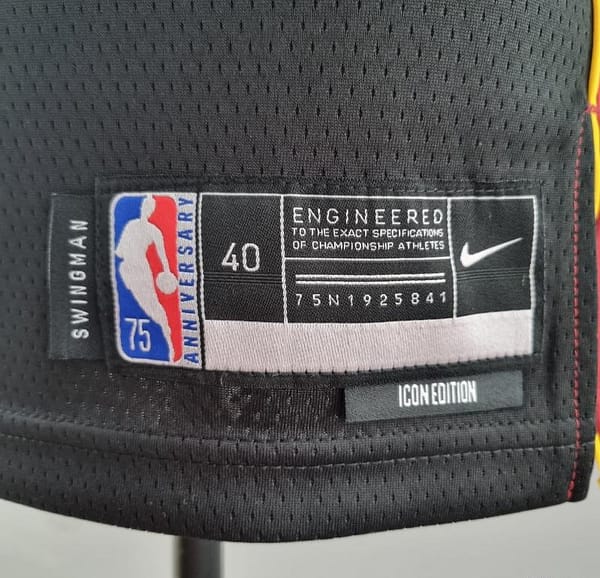 SWINGMAN
75
ANNIVERSARY
40
ENGINEERED
TO THE EXACT SPECIFICATIONS
OF CHAMPIONSHIP ATHLETES
75N1925841
ICON EDITION